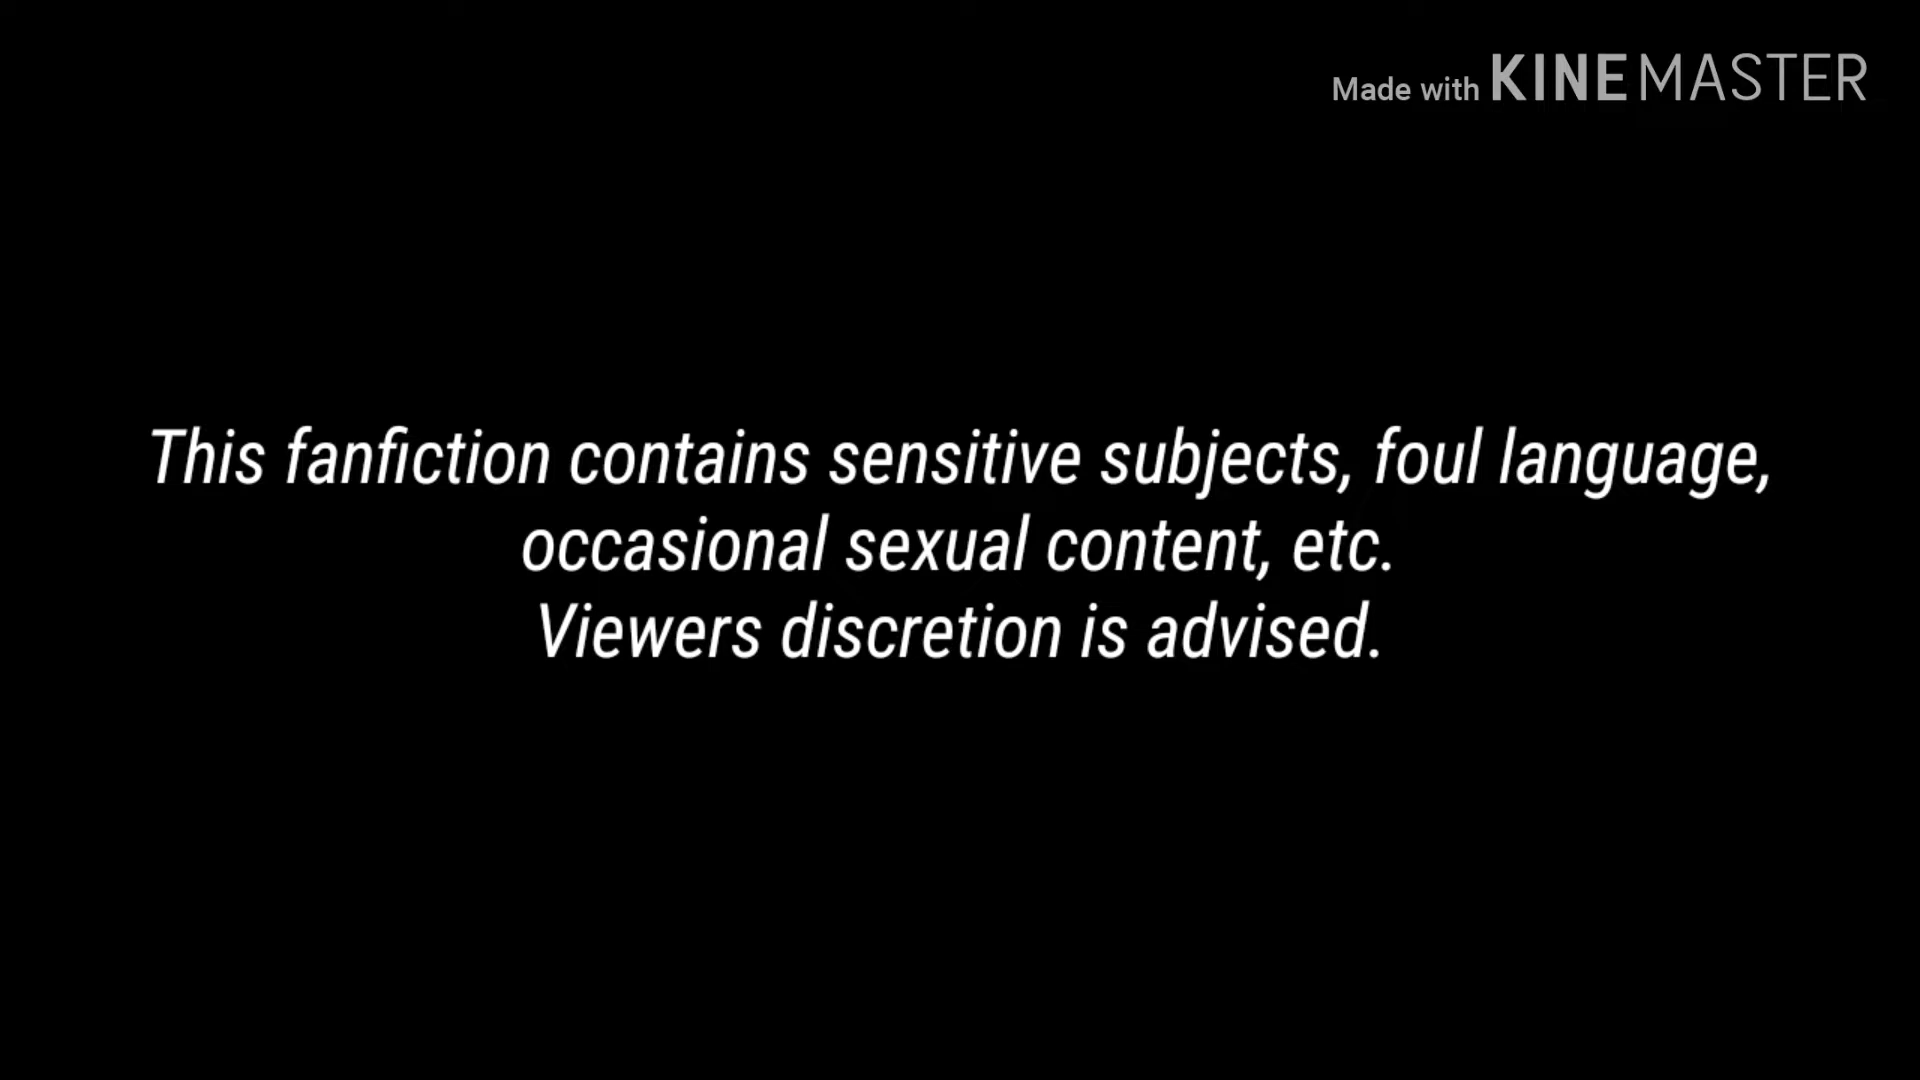 Made with KINEMASTER
This fanfiction contains sensitive subjects, foul language,
occasional sexual content, etc.
Viewers discretion is advised.